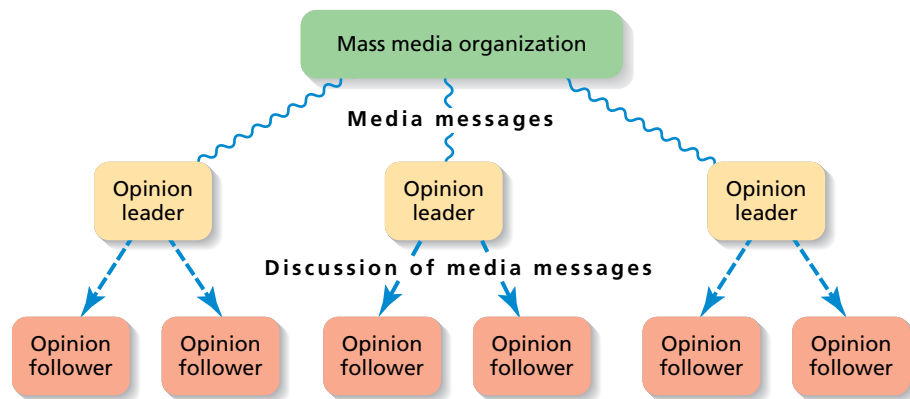 Mass media organization
Media messages
Opinion
leader
Opinion
leader
Opinion
leader
Discussion of media messages
Opinion
follower
Opinion
follower
Opinion
follower
Opinion
follower
Opinion
follower
Opinion
follower